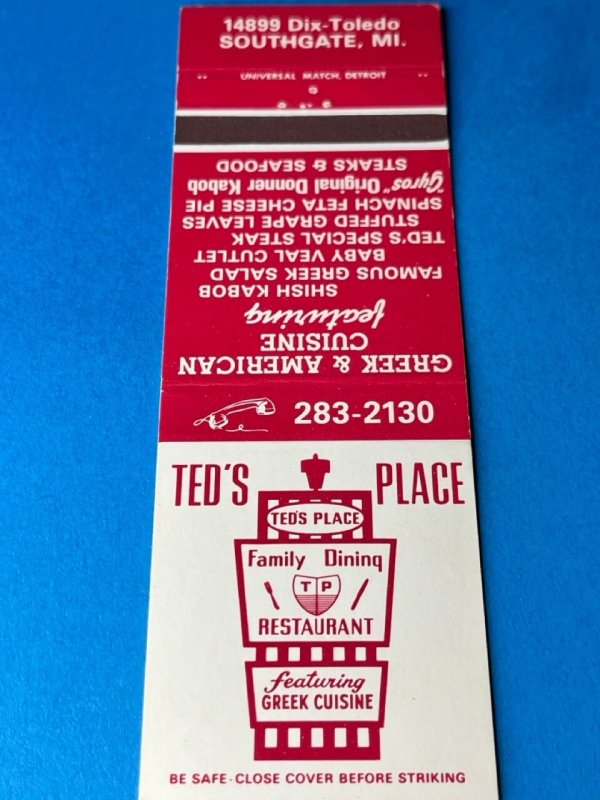 14899 Dix-Toledo
SOUTHGATE, MI.
UNIVERSAL MATCH, DETROIT
GREEK & AMERICAN
CUISINE
featuring
SHISH KABOB
FAMOUS GREEK SALAD
BABY VEAL CUTLET
TED'S SPECIAL STEAK
STUFFED GRAPE LEAVES
SPINACH FETA CHEESE PIE
"Gyros" Original Donner Kabob
STEAKS & SEAFOOD
283-2130
TED'S PLACE
TED'S PLACE
Family Dining
T P
RESTAURANT
featuring
GREEK CUISINE
BE SAFE - CLOSE COVER BEFORE STRIKING